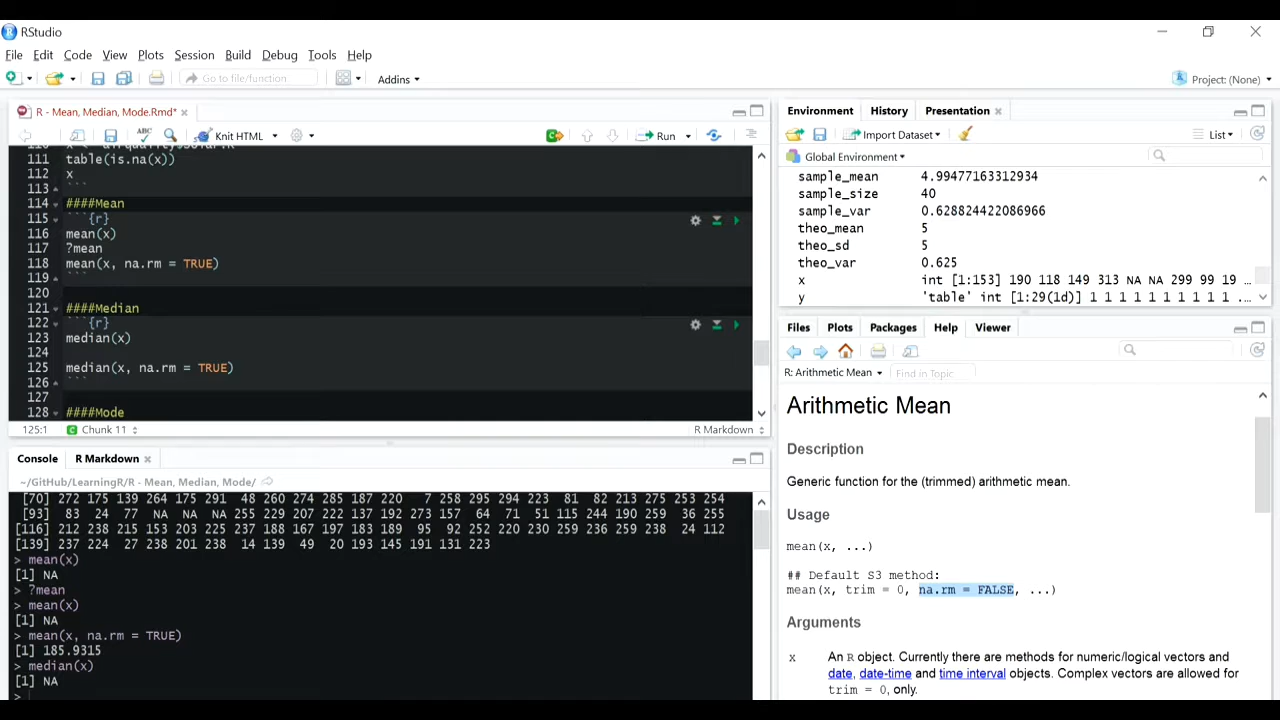 RStudio
File Edit Code View Plots Session Build Debug Tools Help
Go to file/function
Addins
Project: (None)
R - Mean, Median, Mode.Rmd*
ABC
Knit HTML
Run
111 table(is.na(x))
112 x
113 ```
114 ####Mean
115 ```{r}
116 mean(x)
117 ?mean
118 mean(x, na.rm = TRUE)
119 ```
120
121 ####Median
122 ```{r}
123 median(x)
124
125 median(x, na.rm = TRUE)
126 ```
127
128 ####Mode
125:1 Chunk 11 R Markdown
Console R Markdown
~/GitHub/LearningR/R - Mean, Median, Mode/
[70] 272 175 139 264 175 291 48 260 274 285 187 220 7 258 295 294 223 81 82 213 275 253 254
[93] 83 24 77 NA NA NA 255 229 207 222 137 192 273 157 64 71 51 115 244 190 259 36 255
[116] 212 238 215 153 203 225 237 188 167 197 183 189 95 92 252 220 230 259 236 259 238 24 112
[139] 237 224 27 238 201 238 14 139 49 20 193 145 191 131 223
> mean(x)
[1] NA
> ?mean
> mean(x)
[1] NA
> mean(x, na.rm = TRUE)
[1] 185.9315
> median(x)
[1] NA
>
Environment History Presentation
Import Dataset List
Global Environment
sample_mean 4.99477163312934
sample_size 40
sample_var 0.628824422086966
theo_mean 5
theo_sd 5
theo_var 0.625
x int [1:153] 190 118 149 313 NA NA 299 99 19 ...
y 'table' int [1:29(1d)] 1 1 1 1 1 1 1 1 1 1 ...
Files Plots Packages Help Viewer
R: Arithmetic Mean Find in Topic
Arithmetic Mean
Description
Generic function for the (trimmed) arithmetic mean.
Usage
mean(x, ...)
## Default S3 method:
mean(x, trim = 0, na.rm = FALSE, ...)
Arguments
x An R object. Currently there are methods for numeric/logical vectors and
date, date-time and time interval objects. Complex vectors are allowed for
trim = 0, only.